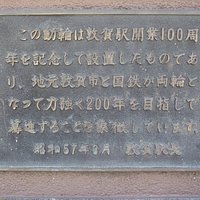 この動輪は敦賀駅開業100周
年を記念して設置したものであ
り、地元敦賀市と国鉄が両輪と
なって力強く200年を目指して
驀進することを象徴しています。
昭和57年3月 敦賀駅長